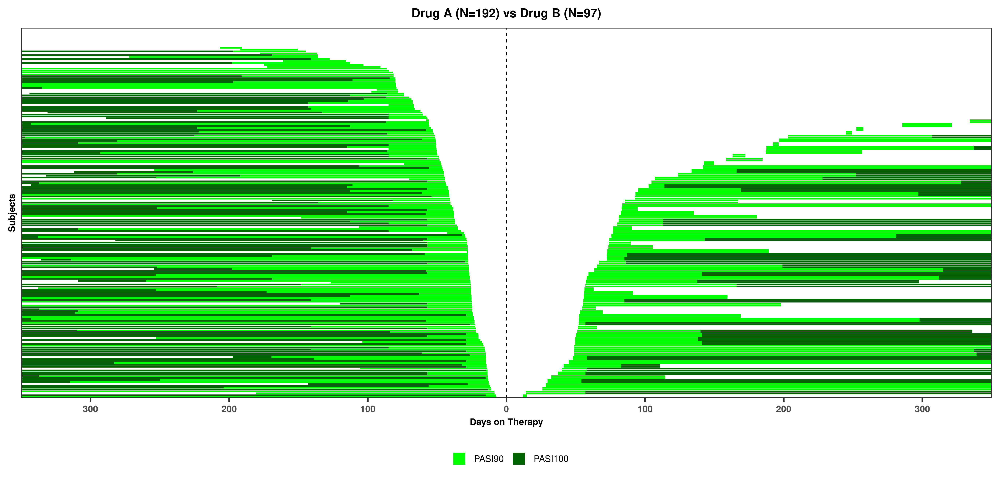 Drug A (N=192) vs Drug B (N=97)
Subjects
300 200 100 0 100 200 300
Days on Therapy
PASI90 PASI100